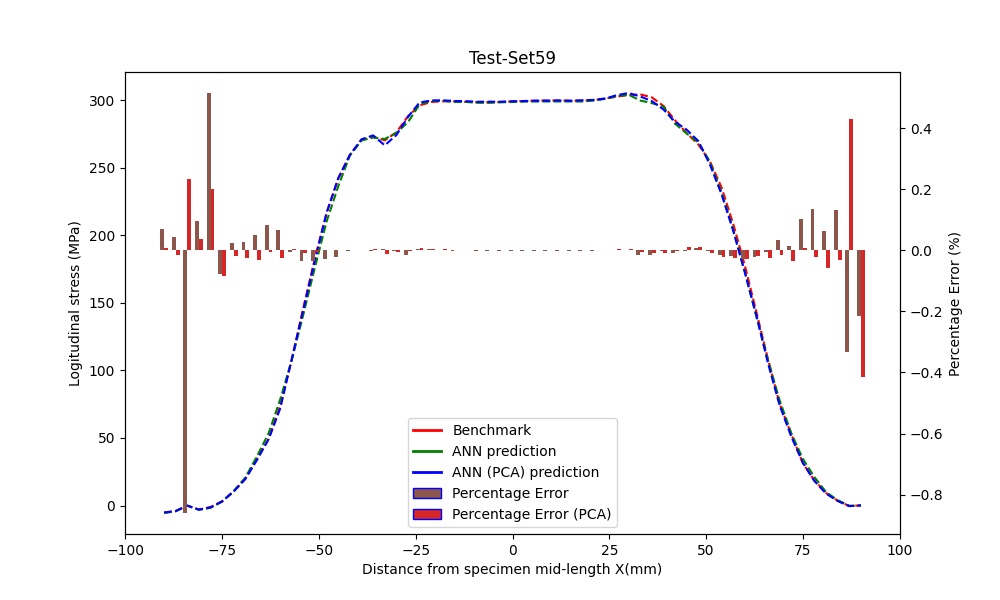 Test-Set59
Logitudinal stress (MPa)
300
250
200
150
100
50
0
0.4
0.2
0.0
−0.2
−0.4
−0.6
−0.8
Percentage Error (%)
Benchmark
ANN prediction
ANN (PCA) prediction
Percentage Error
Percentage Error (PCA)
−100 −75 −50 −25 0 25 50 75 100
Distance from specimen mid-length X(mm)